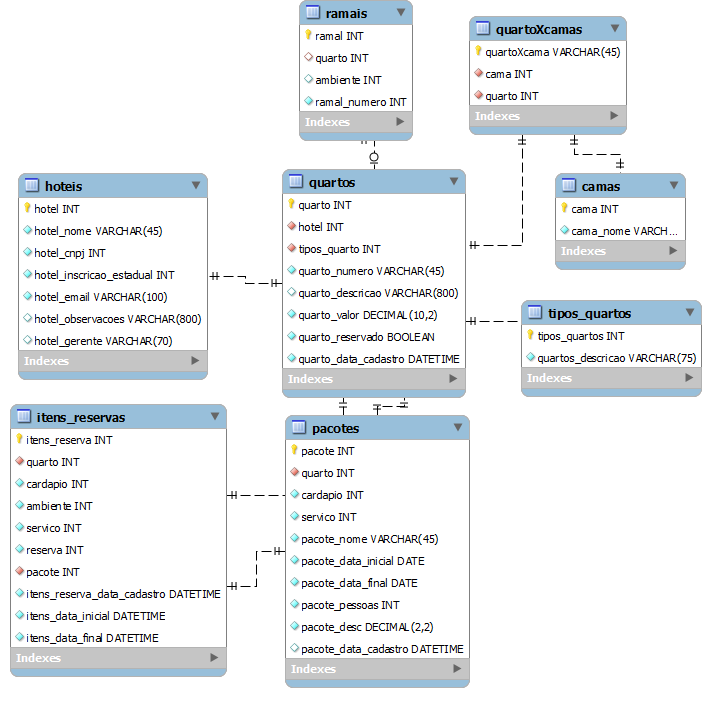 ramais
ramal INT
quarto INT
ambiente INT
ramal_numero INT
Indexes
quartoXcamas
quartoXcama VARCHAR(45)
cama INT
quarto INT
Indexes
hoteis
hotel INT
hotel_nome VARCHAR(45)
hotel_cnpj INT
hotel_inscricao_estadual INT
hotel_email VARCHAR(100)
hotel_observacoes VARCHAR(800)
hotel_gerente VARCHAR(70)
Indexes
quartos
quarto INT
hotel INT
tipos_quarto INT
quarto_numero VARCHAR(45)
quarto_descricao VARCHAR(800)
quarto_valor DECIMAL(10,2)
quarto_reservado BOOLEAN
quarto_data_cadastro DATETIME
Indexes
camas
cama INT
cama_nome VARCH...
Indexes
tipos_quartos
tipos_quartos INT
quartos_descricao VARCHAR(75)
Indexes
itens_reservas
itens_reserva INT
quarto INT
cardapio INT
ambiente INT
servico INT
reserva INT
pacote INT
itens_reserva_data_cadastro DATETIME
itens_data_inicial DATETIME
itens_data_final DATETIME
Indexes
pacotes
pacote INT
quarto INT
cardapio INT
servico INT
pacote_nome VARCHAR(45)
pacote_data_inicial DATE
pacote_data_final DATE
pacote_pessoas INT
pacote_desc DECIMAL(2,2)
pacote_data_cadastro DATETIME
Indexes